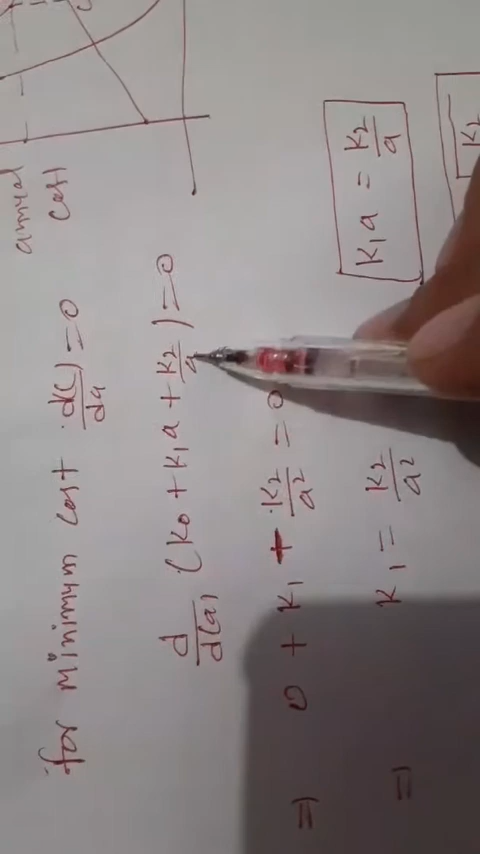 annual
cost
for Minimum cost d()/da = 0
d/d(a) (K0 + K1a + K2/a) = 0
⇒ 0 + K1 + K2/a² = 0
⇒ K1 = K2/a²
K1a = K2/a
K2